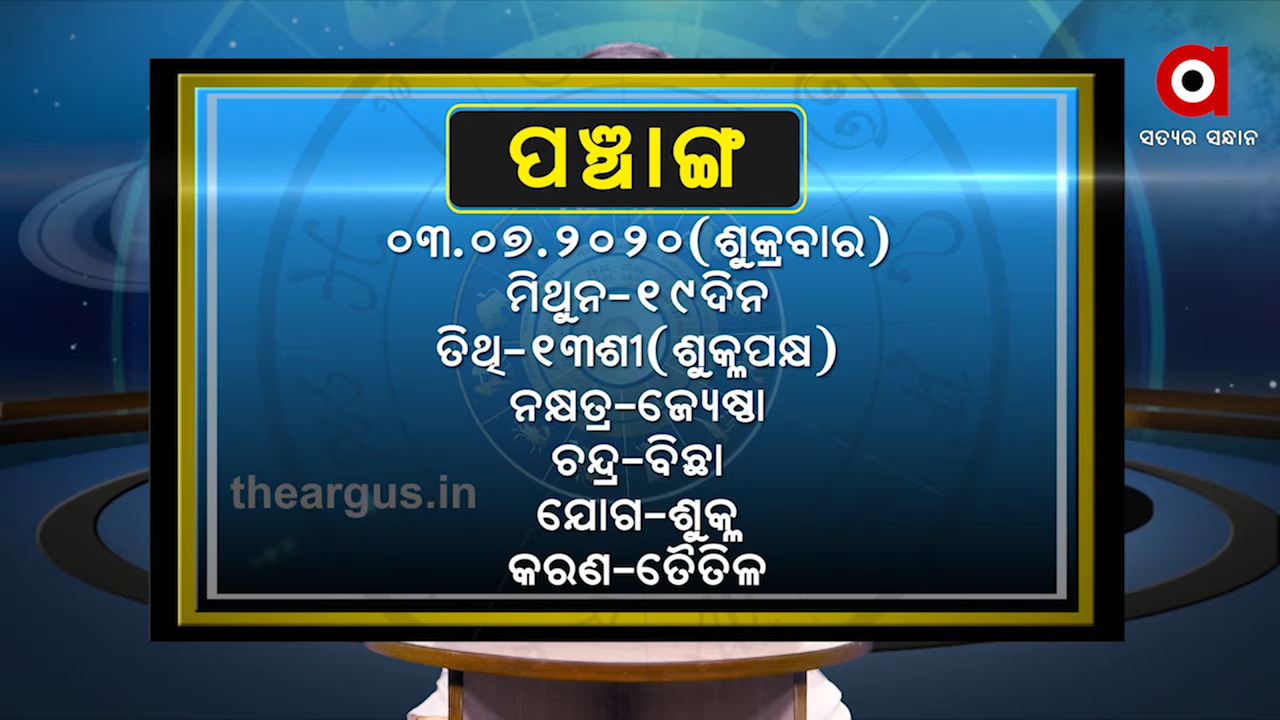 ପଞ୍ଚାଙ୍ଗ
ସତ୍ୟର ସନ୍ଧାନ
୦୩.୦୭.୨୦୨୦(ଶୁକ୍ରବାର)
ମିଥୁନ-୧୯ଦିନ
ତିଥି-୧୩ଶୀ(ଶୁକ୍ଳପକ୍ଷ)
ନକ୍ଷତ୍ର-ଜ୍ୟେଷ୍ଠା
ଚନ୍ଦ୍ର-ବିଛା
theargus.in
ଯୋଗ-ଶୁକ୍ଳ
କରଣ-ତୈତିଳ